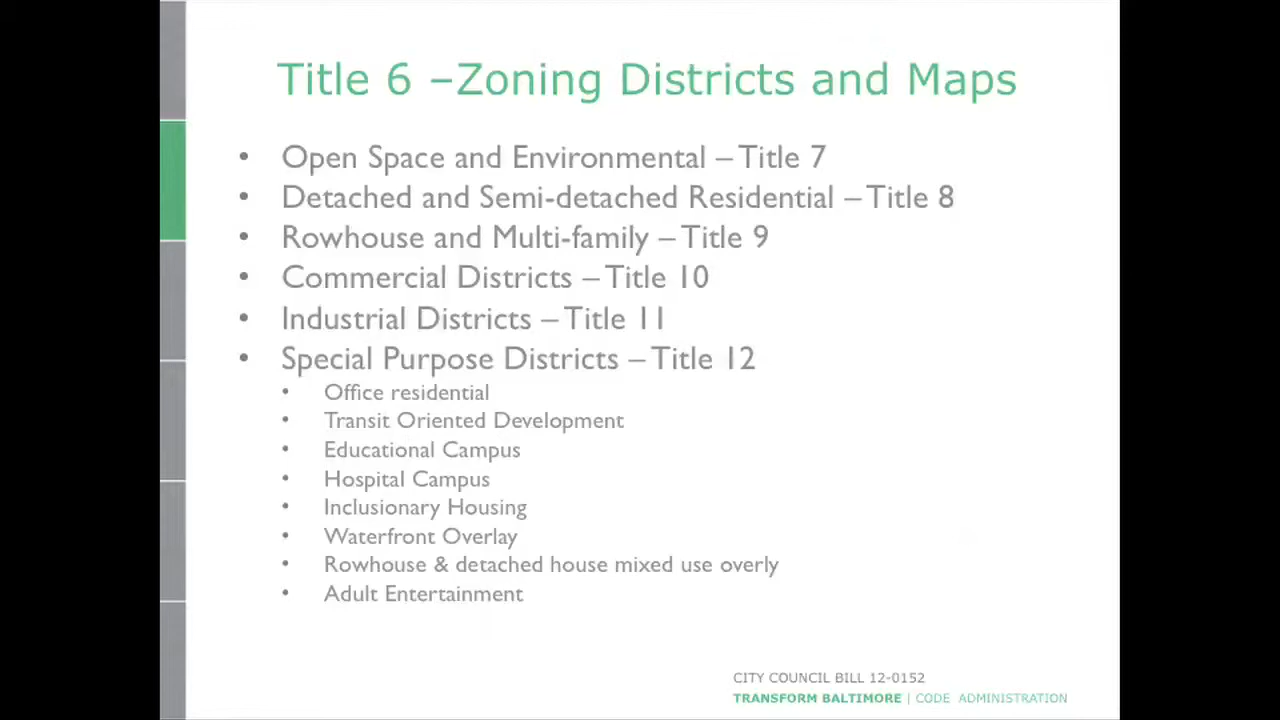 Title 6 –Zoning Districts and Maps
• Open Space and Environmental – Title 7
• Detached and Semi-detached Residential – Title 8
• Rowhouse and Multi-family – Title 9
• Commercial Districts – Title 10
• Industrial Districts – Title 11
• Special Purpose Districts – Title 12
• Office residential
• Transit Oriented Development
• Educational Campus
• Hospital Campus
• Inclusionary Housing
• Waterfront Overlay
• Rowhouse & detached house mixed use overly
• Adult Entertainment
CITY COUNCIL BILL 12-0152
TRANSFORM BALTIMORE | CODE ADMINISTRATION